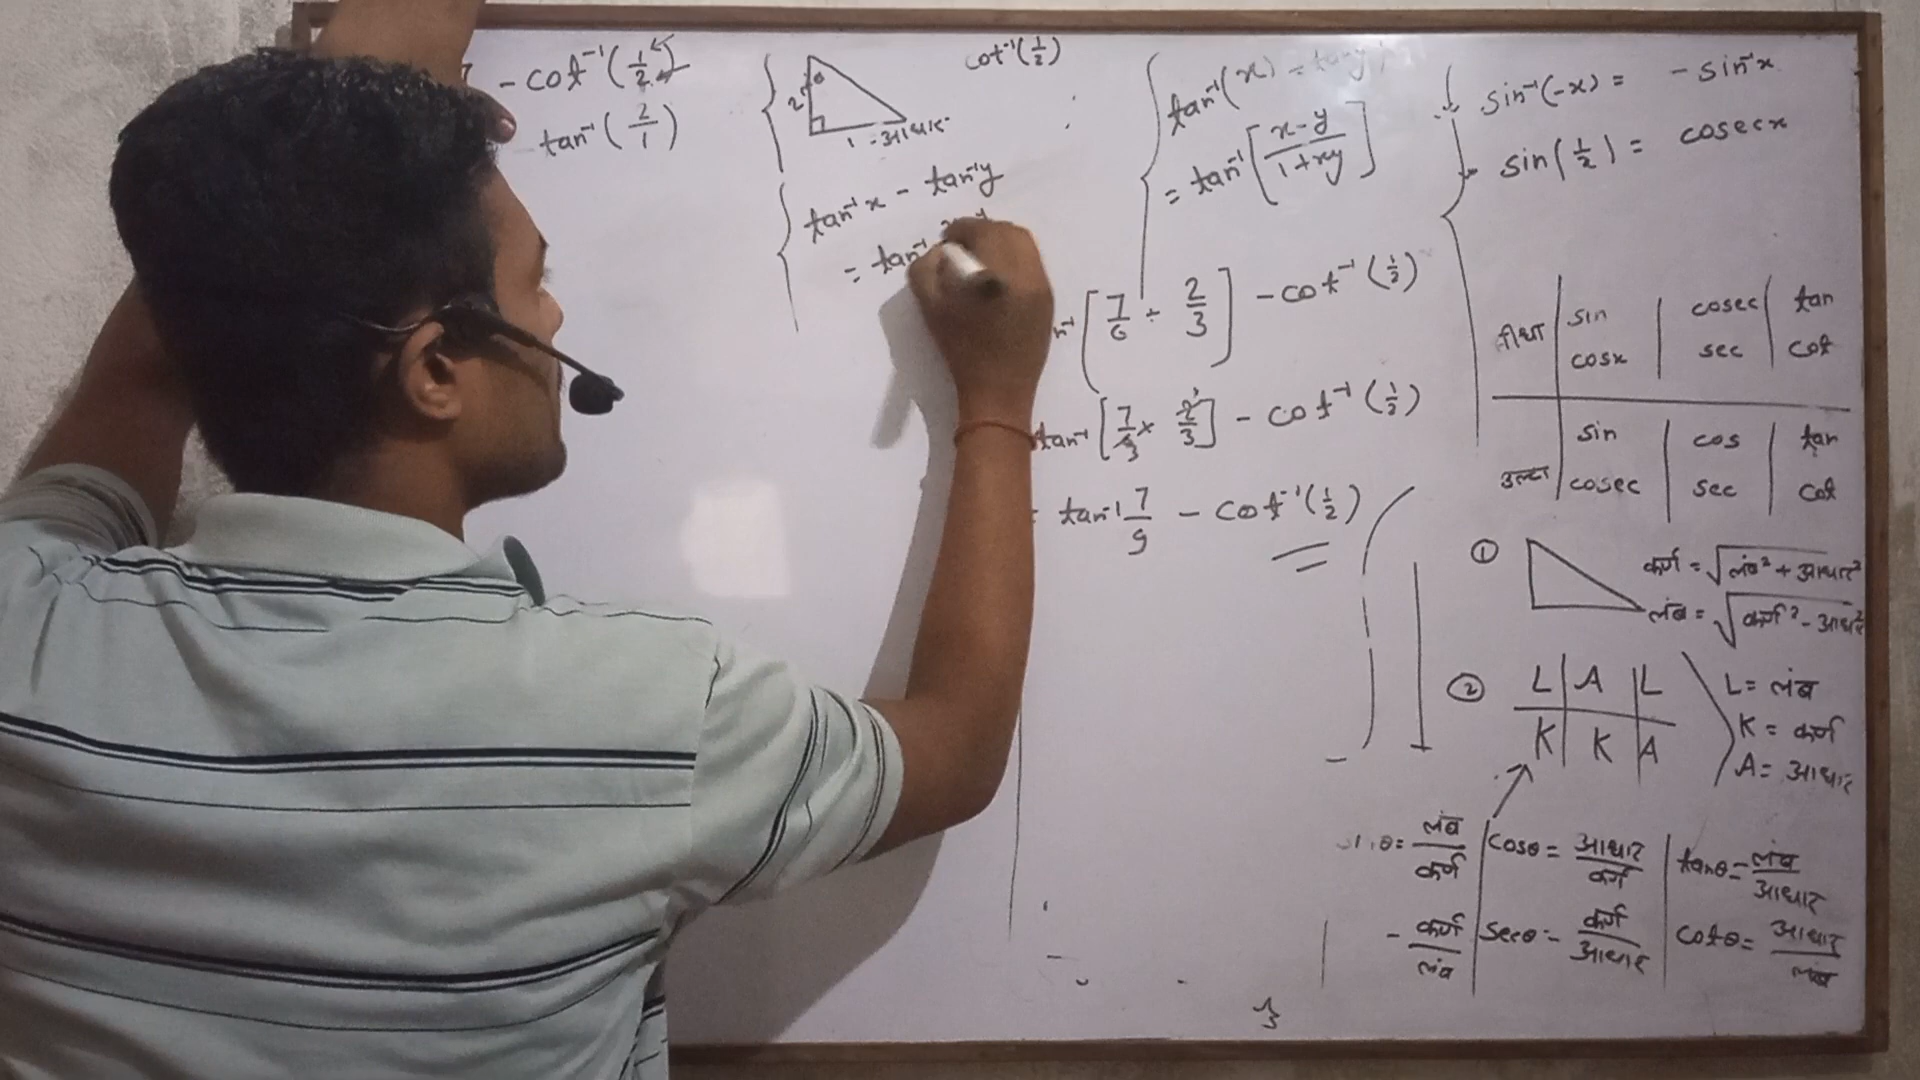 - cot⁻¹(1/2)
tan⁻¹(2/1)
2
θ
1 - आधार
tan⁻¹x - tan⁻¹y
= tan⁻¹
cot⁻¹(1/2)
tan⁻¹(x) - tan⁻¹y
= tan⁻¹[x-y/1+xy]
[7/6 ÷ 2/3] - cot⁻¹(1/2)
tan⁻¹[7/3 × 1/3] - cot⁻¹(1/2)
tan⁻¹ 7/9 - cot⁻¹(1/2)
sin⁻¹(-x) = - sin⁻¹x
sin(1/2) = cosecx
सीधा sin | cosec | tan
cosx | sec | cot
उल्टा sin | cos | tan
cosec | sec | cot
① कर्ण = √लंब² + आधार²
लंब = √कर्ण² - आधार²
② L | A | L
K | K | A
L = लंब
K = कर्ण
A = आधार
θ = लंब/कर्ण | cosθ = आधार/कर्ण | tanθ = लंब/आधार
- कर्ण/लंब | secθ = कर्ण/आधार | cotθ = आधार/लंब